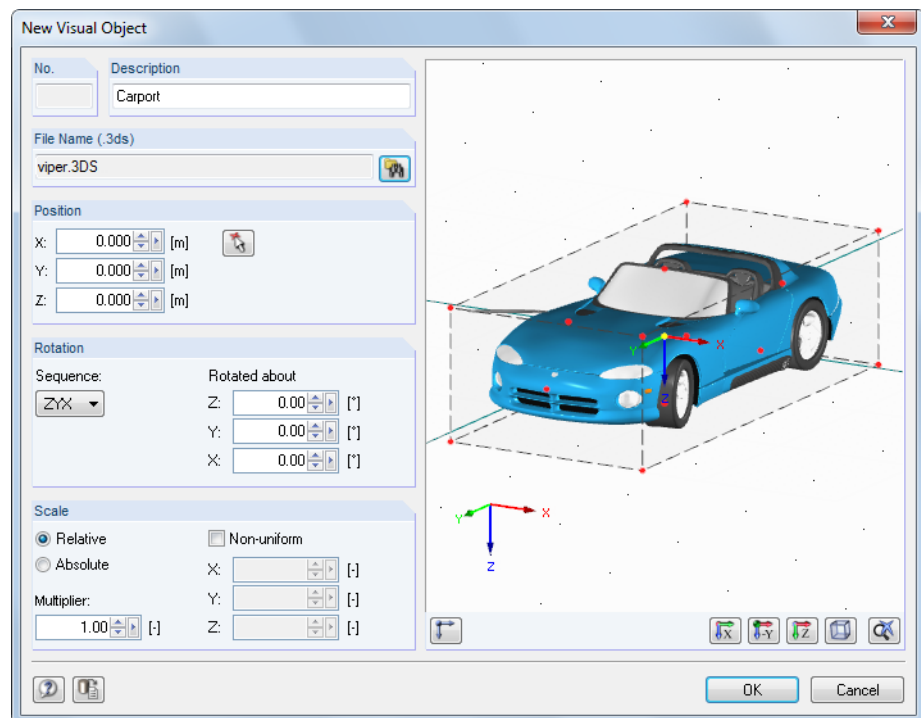 New Visual Object
No. Description
Carport
File Name (.3ds)
viper.3DS
Position
X: 0.000 [m]
Y: 0.000 [m]
Z: 0.000 [m]
Rotation
Sequence: Rotated about
ZYX Z: 0.00 [°]
Y: 0.00 [°]
X: 0.00 [°]
Scale
Relative Non-uniform
Absolute X: [-]
Multiplier: Y: [-]
1.00 [-] Z: [-]
Y X
Z
Y X
Z
X -Y Z
OK Cancel